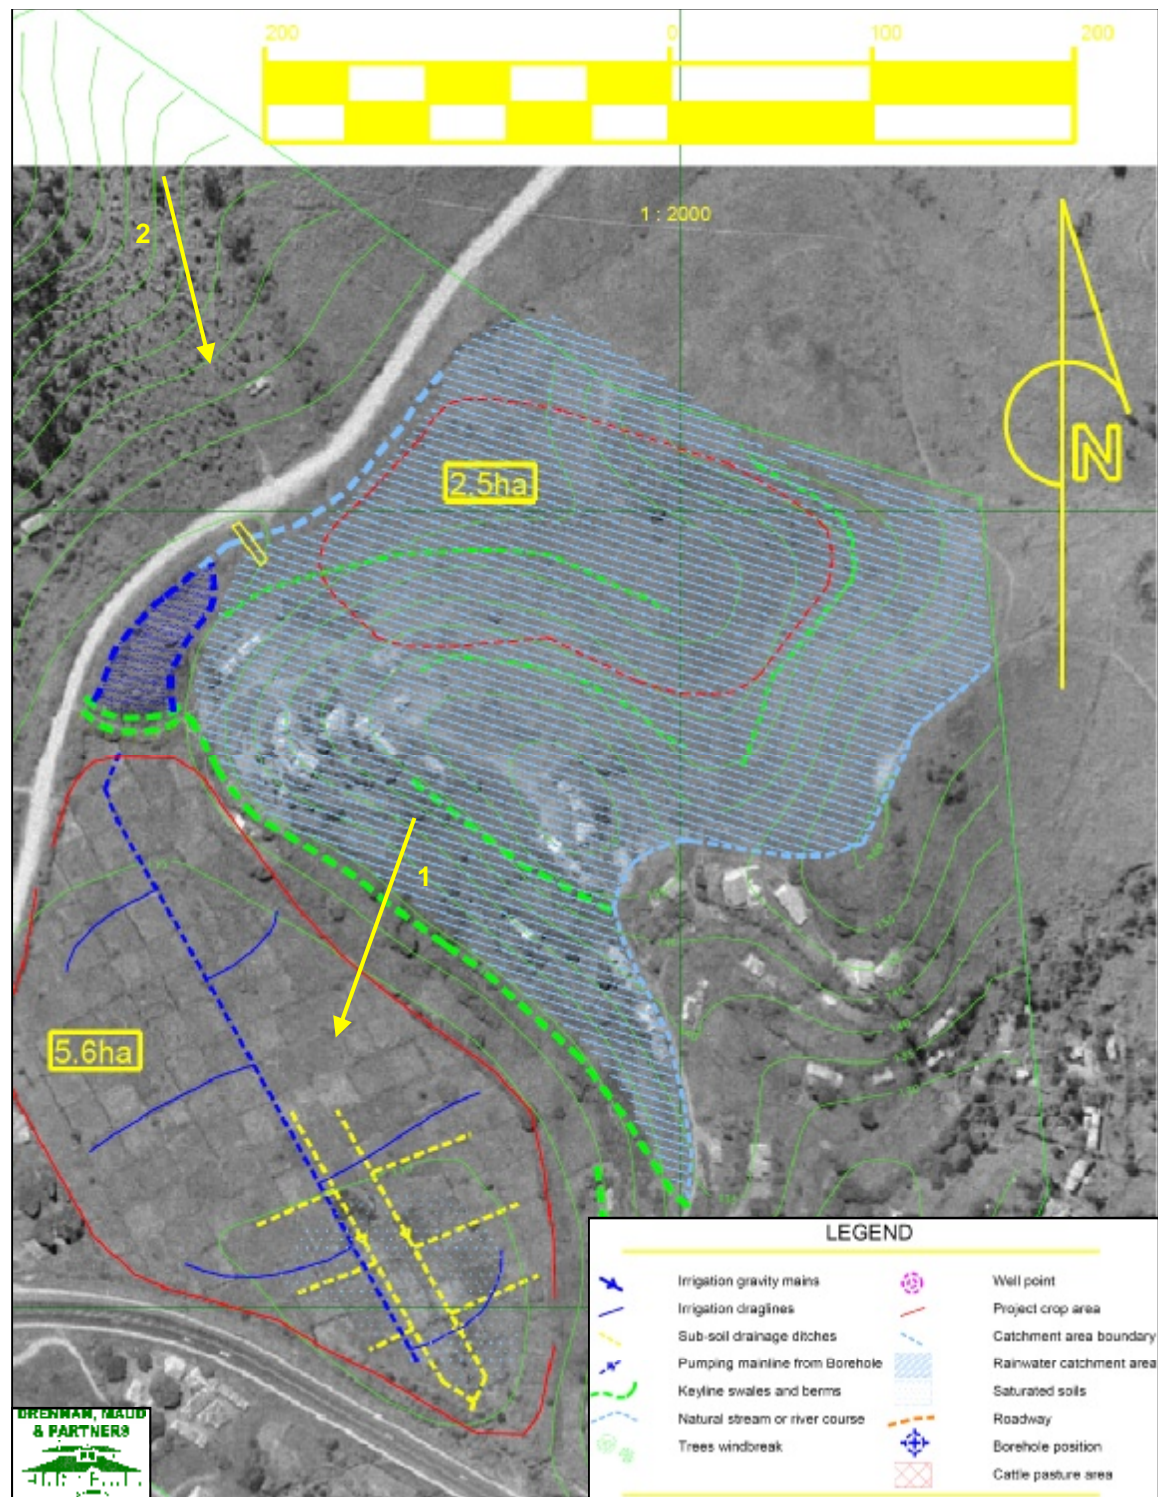 200 0 100 200
1 : 2000
2
N
2.5ha
1
5.6ha
LEGEND
Irrigation gravity mains
Irrigation draglines
Sub-soil drainage ditches
Pumping mainline from Borehole
Keyline swales and berms
Natural stream or river course
Trees windbreak
Well point
Project crop area
Catchment area boundary
Rainwater catchment area
Saturated soils
Roadway
Borehole position
Cattle pasture area
DRENNAN, MAUD
& PARTNERS